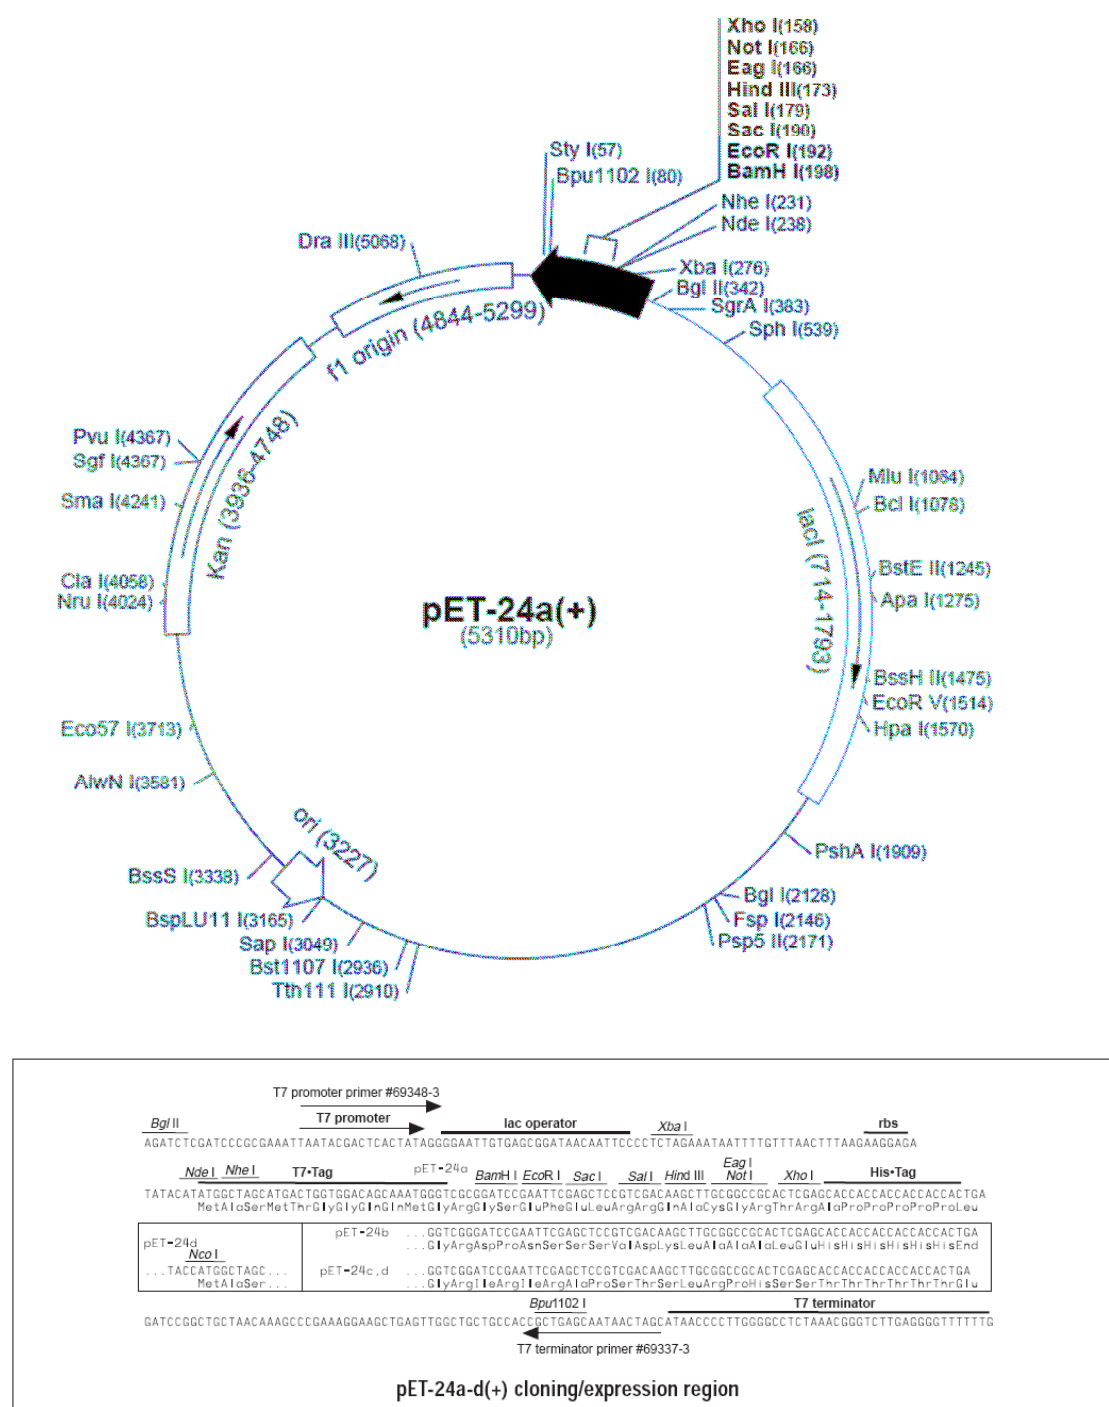 Xho I(158)
Not I(166)
Eag I(166)
Hind III(173)
Sal I(179)
Sac I(190)
EcoR I(192)
BamH I(198)
Sty I(57)
Bpu1102 I(80)
Nhe I(231)
Nde I(238)
Dra III(5068)
Xba I(276)
Bgl II(342)
SgrA I(383)
Sph I(539)
f1 origin (4844-5299)
Pvu I(4367)
Sgf I(4367)
Sma I(4241)
Kan (3936-4748)
Mlu I(1064)
Bcl I(1078)
lacI (714-1793)
Cla I(4058)
Nru I(4024)
BstE II(1245)
Apa I(1275)
pET-24a(+)
(5310bp)
BssH II(1475)
EcoR V(1514)
Hpa I(1570)
Eco57 I(3713)
AlwN I(3581)
ori (3227)
BssS I(3338)
PshA I(1909)
BspLU11 I(3165)
Bgl I(2128)
Sap I(3049)
Fsp I(2146)
Bst1107 I(2936)
Psp5 II(2171)
Tth111 I(2910)
T7 promoter primer #69348-3
Bgl II T7 promoter lac operator Xba I rbs
AGATCTCGATCCCGCGAAATTAATACGACTCACTATAGGGGAATTGTGAGCGGATAACAATTCCCCTCTAGAAATAATTTTGTTTAACTTTAAGAAGGAGA
Nde I Nhe I T7•Tag pET-24a BamH I EcoR I Sac I Sal I Hind III Eag I Not I Xho I His•Tag
TATACATATGGCTAGCATGACTGGTGGACAGCAAATGGGTCGCGGATCCGAATTCGAGCTCCGTCGACAAGCTTGCGGCCGCACTCGAGCACCACCACCACCACCACTGA
MetAlaSerMetThrGlyGlyGlnGlnMetGlyArgGlySerGluPheGluLeuArgArgGlnAlaCysGlyArgThrArgAlaProProProProProLeu
pET-24b ...GGTCGGGATCCGAATTCGAGCTCCGTCGACAAGCTTGCGGCCGCACTCGAGCACCACCACCACCACCACTGA
...GlyArgAspProAsnSerSerSerValAspLysLeuAlaAlaAlaLeuGluHisHisHisHisHisHisEnd
pET-24d
Nco I
...TACCATGGCTAGC...
MetAlaSer...
pET-24c,d ...GGTCGGATCCGAATTCGAGCTCCGTCGACAAGCTTGCGGCCGCACTCGAGCACCACCACCACCACCACTGA
...GlyArgIleArgIleArgAlaProSerThrSerLeuArgProHisSerSerThrThrThrThrThrThrGlu
Bpu1102 I T7 terminator
GATCCGGCTGCTAACAAAGCCCGAAAGGAAGCTGAGTTGGCTGCTGCCACCGCTGAGCAATAACTAGCATAACCCCTTGGGGCCTCTAAACGGGTCTTGAGGGGTTTTTTG
T7 terminator primer #69337-3
pET-24a-d(+) cloning/expression region